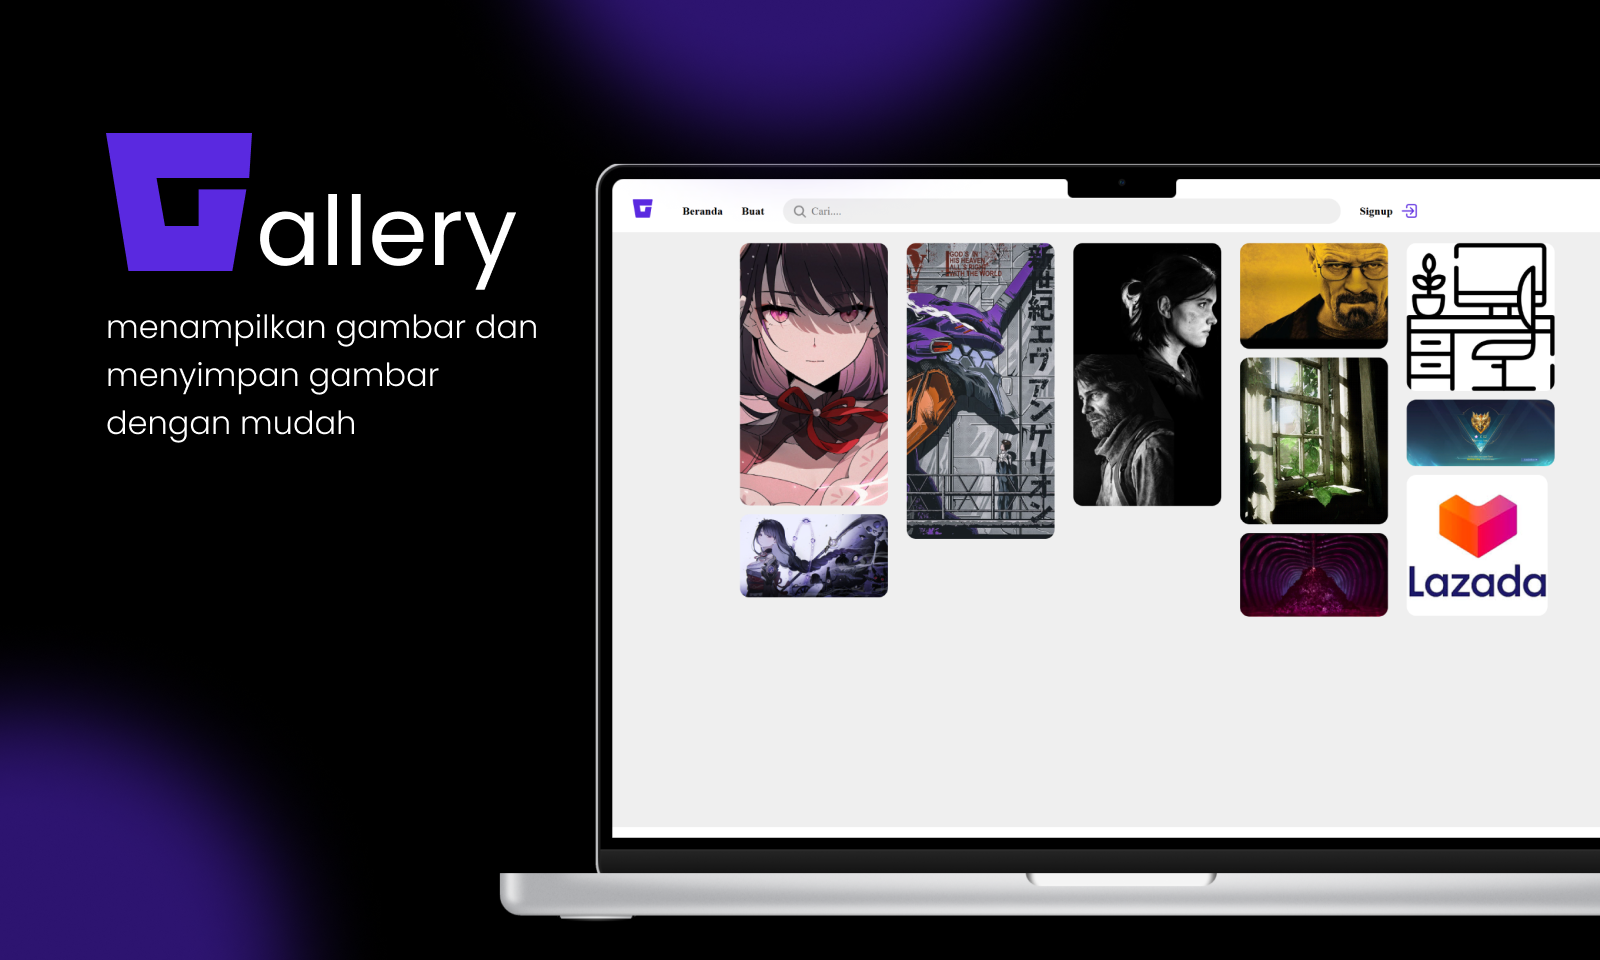 Gallery
menampilkan gambar dan
menyimpan gambar
dengan mudah
Beranda Buat Cari.... Signup
GOD'S IN
HIS HEAVEN
ALL'S RIGHT
WITH THE WORLD
新世紀エヴァンゲリオン
Lazada